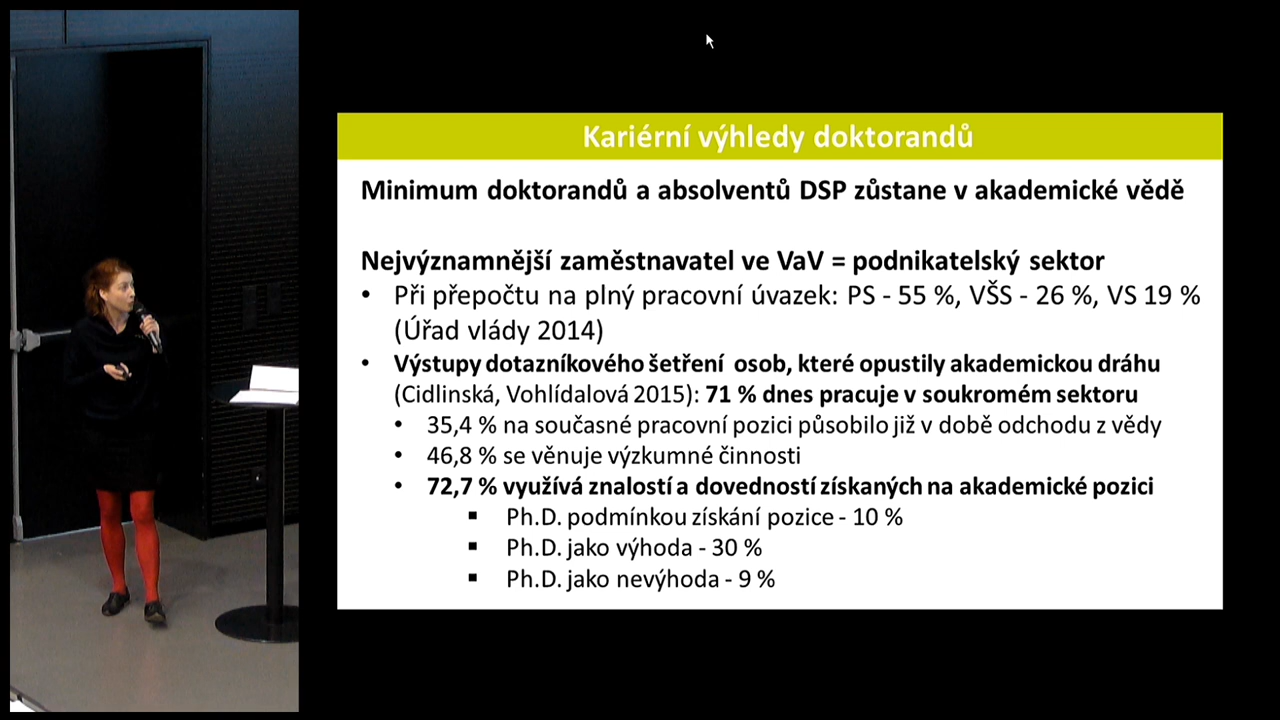 Kariérní výhledy doktorandů
Minimum doktorandů a absolventů DSP zůstane v akademické vědě
Nejvýznamnější zaměstnavatel ve VaV = podnikatelský sektor
• Při přepočtu na plný pracovní úvazek: PS - 55 %, VŠS - 26 %, VS 19 %
(Úřad vlády 2014)
• Výstupy dotazníkového šetření osob, které opustily akademickou dráhu
(Cidlinská, Vohlídalová 2015): 71 % dnes pracuje v soukromém sektoru
• 35,4 % na současné pracovní pozici působilo již v době odchodu z vědy
• 46,8 % se věnuje výzkumné činnosti
• 72,7 % využívá znalostí a dovedností získaných na akademické pozici
▪ Ph.D. podmínkou získání pozice - 10 %
▪ Ph.D. jako výhoda - 30 %
▪ Ph.D. jako nevýhoda - 9 %